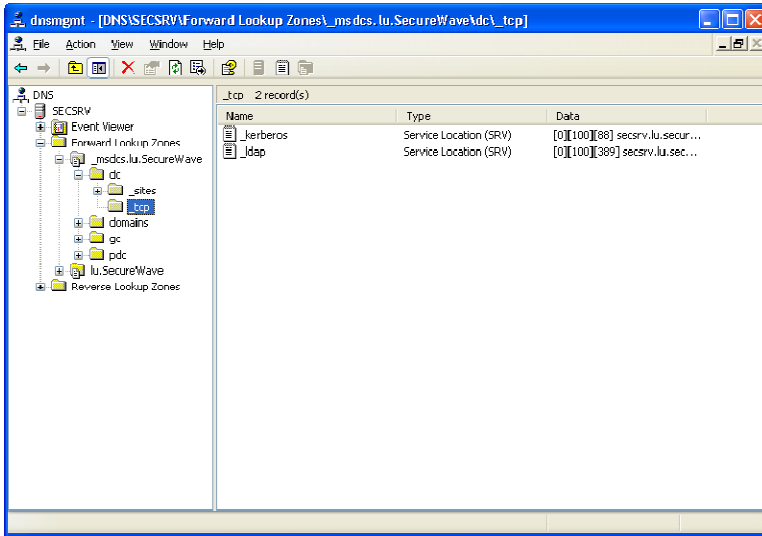 dnsmgmt - [DNS\SECSRV\Forward Lookup Zones\_msdcs.lu.SecureWave\dc\_tcp]
File Action View Window Help
DNS
SECSRV
Event Viewer
Forward Lookup Zones
_msdcs.lu.SecureWave
dc
_sites
_tcp
domains
gc
pdc
lu.SecureWave
Reverse Lookup Zones
_tcp 2 record(s)
Name Type Data
_kerberos Service Location (SRV) [0][100][88] secsrv.lu.secur...
_ldap Service Location (SRV) [0][100][389] secsrv.lu.sec...